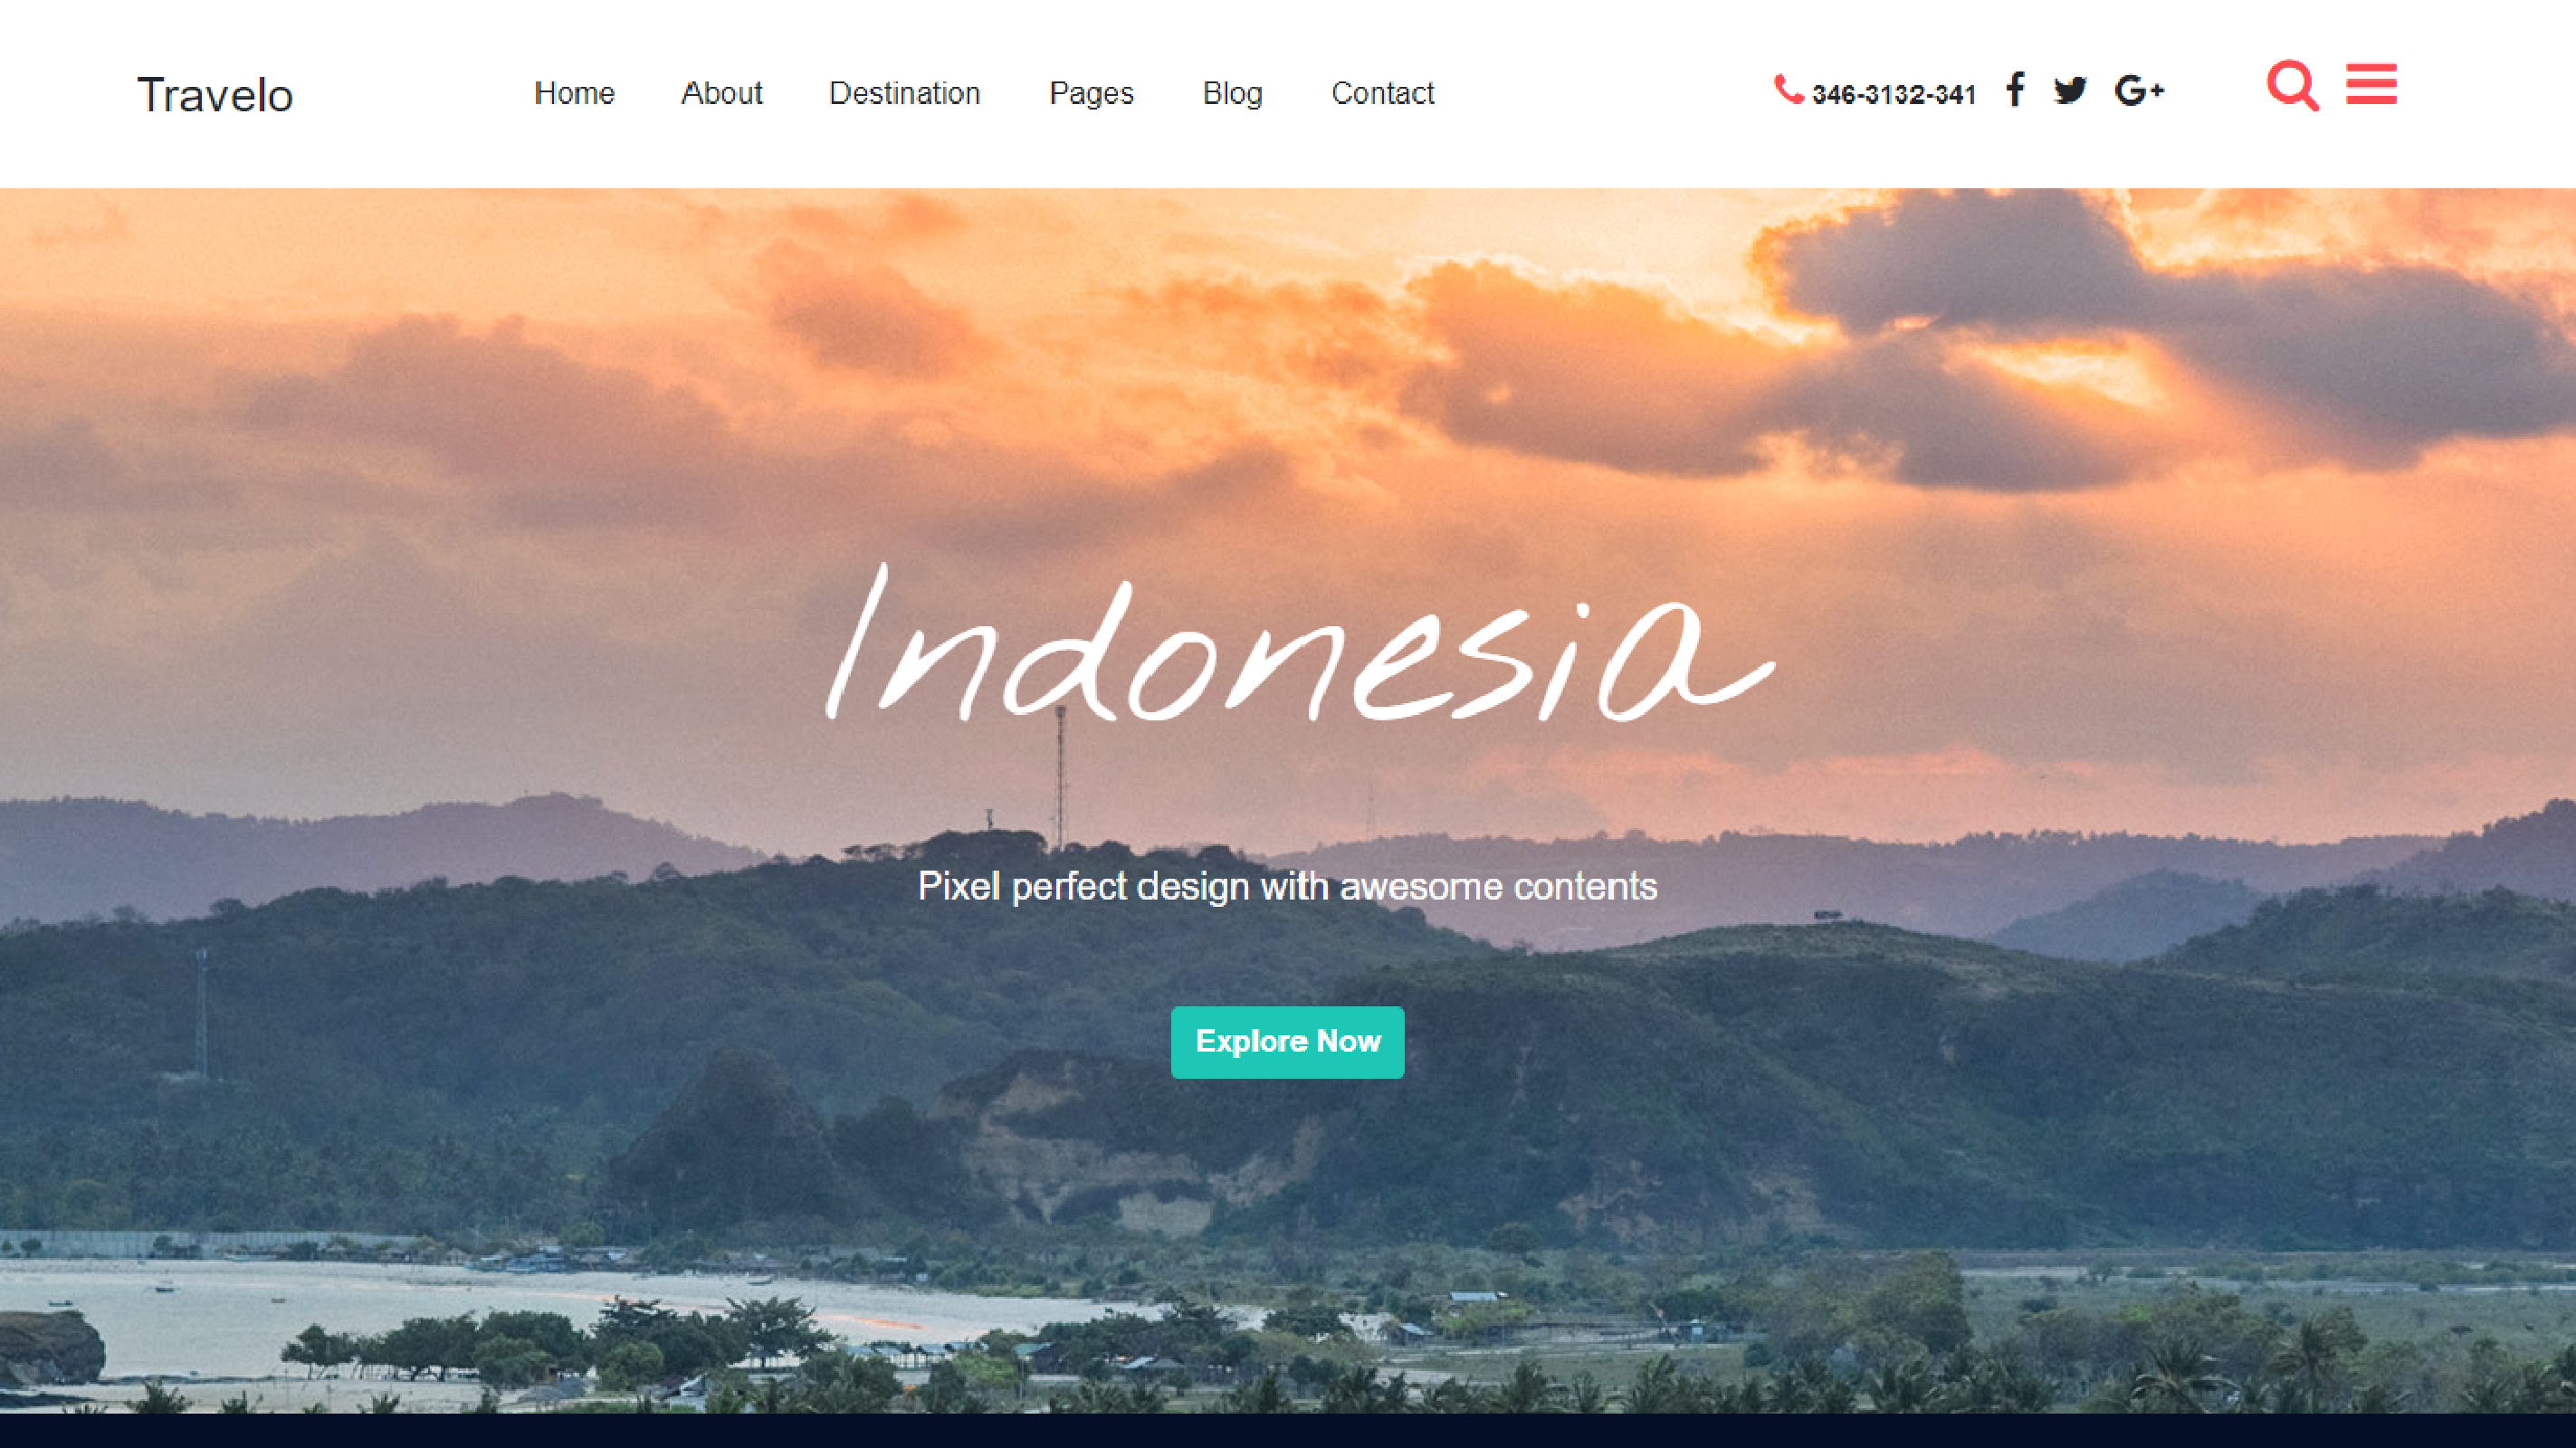 Travelo Home About Destination Pages Blog Contact 346-3132-341
Indonesia
Pixel perfect design with awesome contents
Explore Now